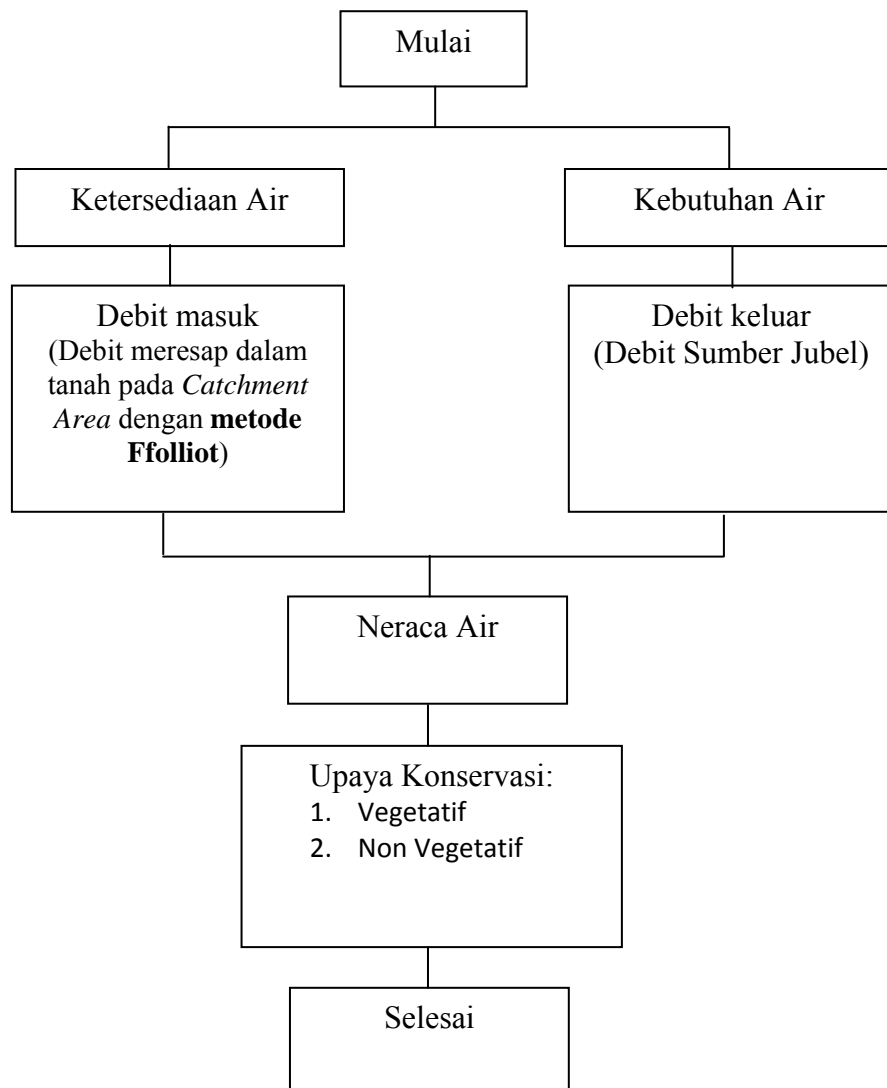 Mulai
Ketersediaan Air
Kebutuhan Air
Debit masuk
(Debit meresap dalam
tanah pada Catchment
Area dengan metode
Ffolliot)
Debit keluar
(Debit Sumber Jubel)
Neraca Air
Upaya Konservasi:
1. Vegetatif
2. Non Vegetatif
Selesai